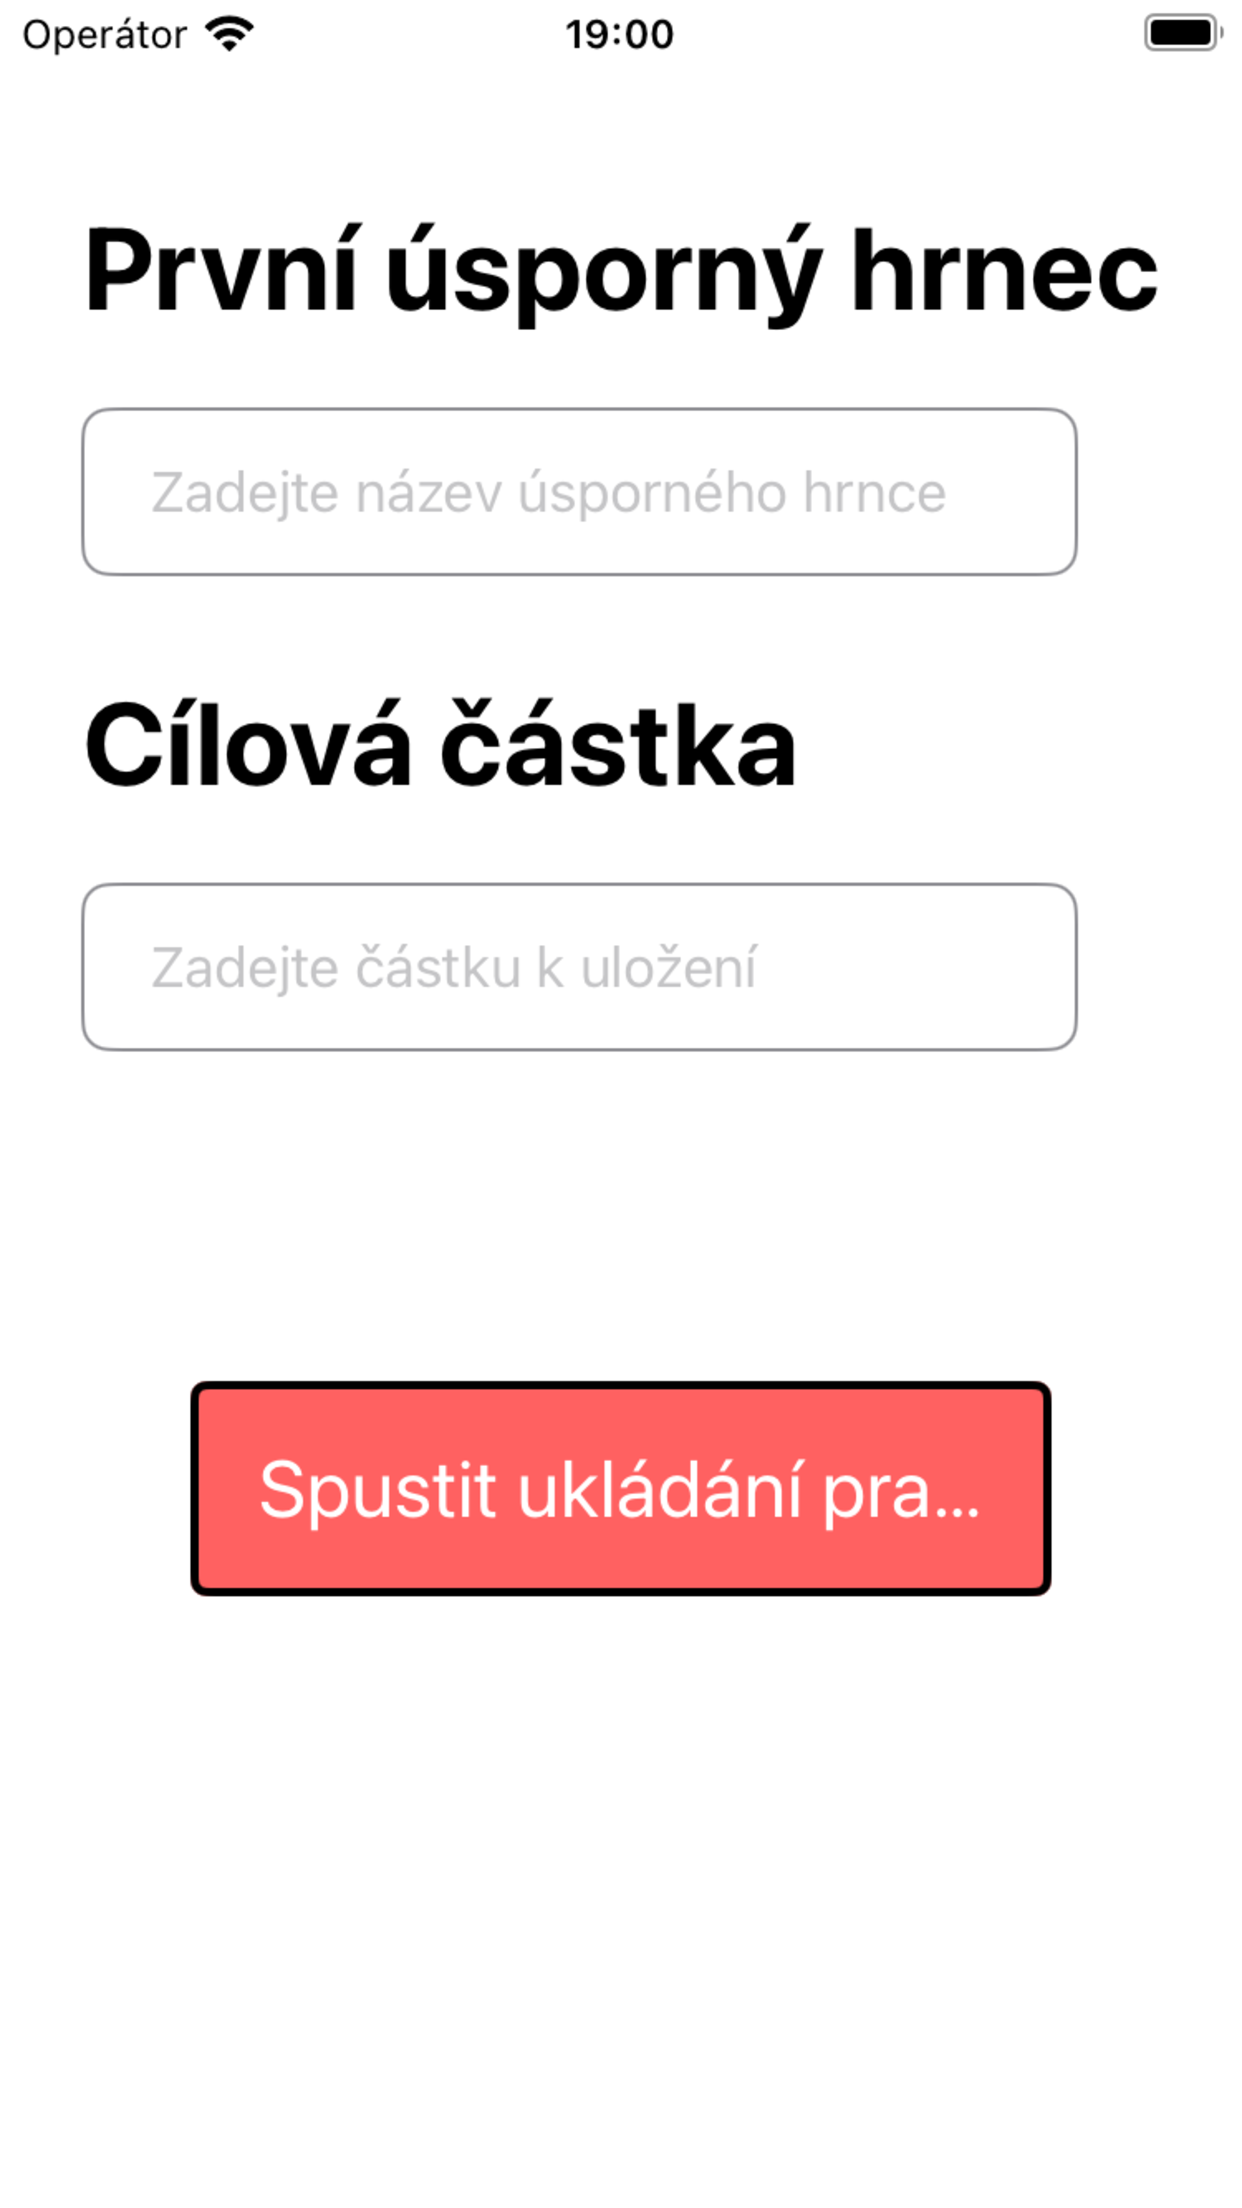 Operátor 19:00
První úsporný hrnec
Zadejte název úsporného hrnce
Cílová částka
Zadejte částku k uložení
Spustit ukládání pra...